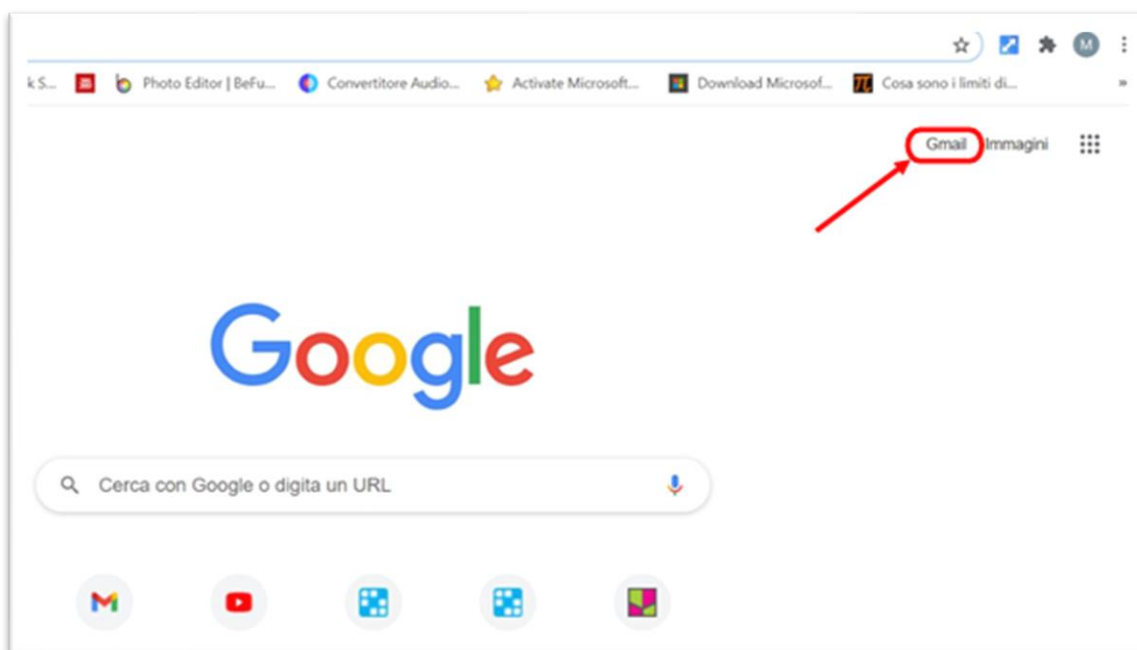 M
k S... Photo Editor | BeFu... Convertitore Audio... Activate Microsoft... Download Microsof... Cosa sono i limiti di... »
Gmail Immagini
Google
Cerca con Google o digita un URL